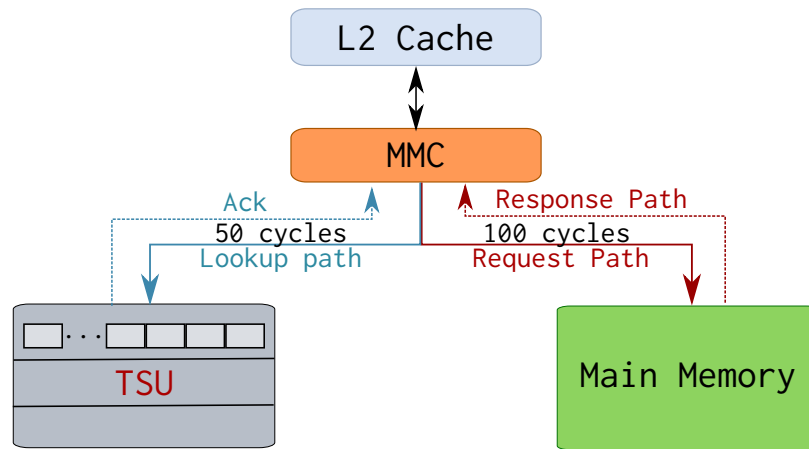 L2 Cache
MMC
Ack
Response Path
50 cycles
100 cycles
Lookup path
Request Path
...
TSU
Main Memory